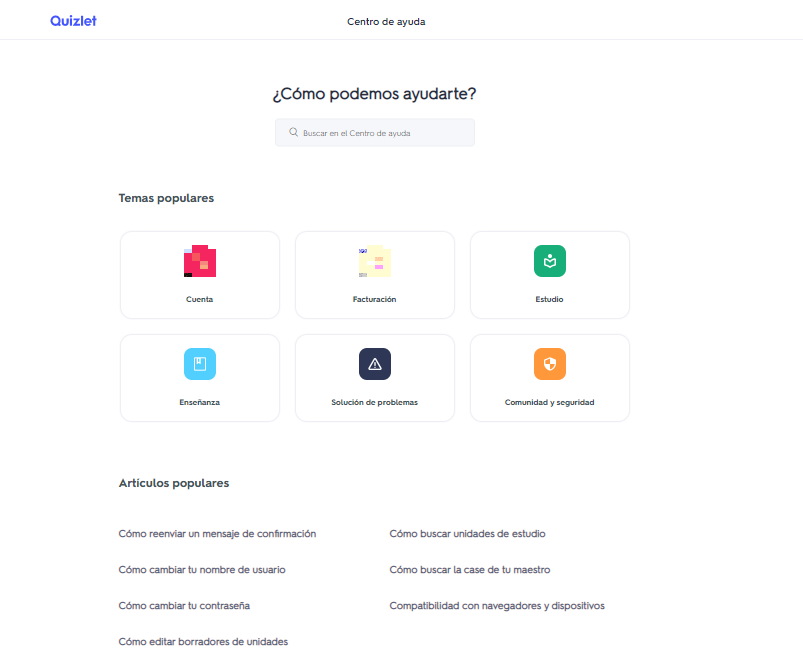 Quizlet
Centro de ayuda
¿Cómo podemos ayudarte?
Buscar en el Centro de ayuda
Temas populares
Cuenta
Facturación
Estudio
Enseñanza
Solución de problemas
Comunidad y seguridad
Articulos populares
Cómo reenviar un mensaje de confirmación
Cómo buscar unidades de estudio
Cómo cambiar tu nombre de usuario
Cómo buscar la case de tu maestro
Cómo cambiar tu contraseña
Compatibilidad con navegadores y dispositivos
Cómo editar borradores de unidades